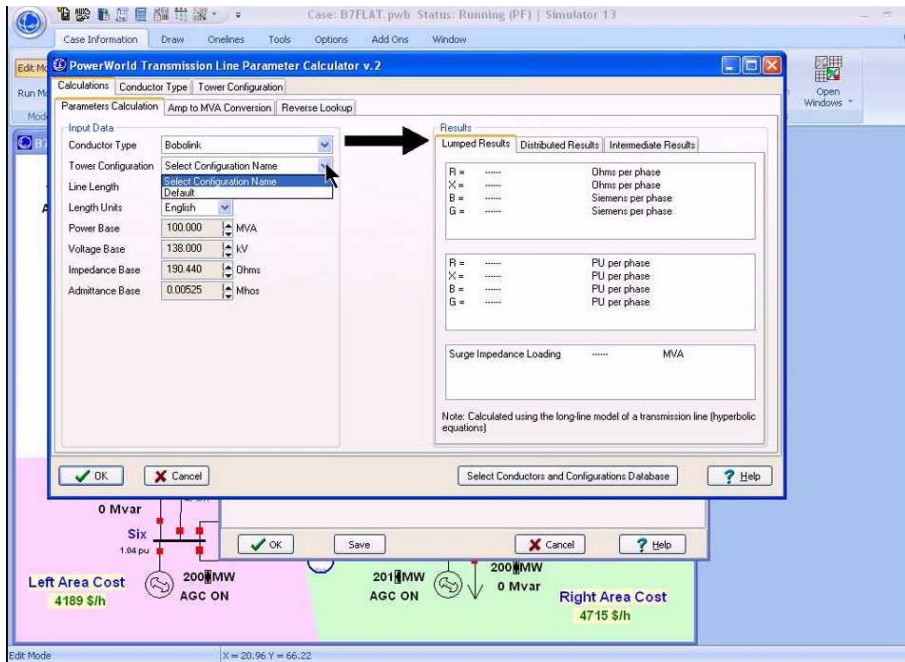 Case: B7FLAT.pwb Status: Running (PF) | Simulator 13
Case Information Draw Onelines Tools Options Add Ons Window
Edit Mo
Run Mo
Mod
Open
Windows
PowerWorld Transmission Line Parameter Calculator v.2
Calculations Conductor Type Tower Configuration
Parameters Calculation Amp to MVA Conversion Reverse Lookup
Input Data
Conductor Type Bobolink
Tower Configuration Select Configuration Name
Select Configuration Name
Line Length
Default
Length Units English
Power Base 100.000 MVA
Voltage Base 138.000 kV
Impedance Base 190.440 Ohms
Admittance Base 0.00525 Mhos
Results
Lumped Results Distributed Results Intermediate Results
R = ------ Ohms per phase
X = ------ Ohms per phase
B = ------ Siemens per phase
G = ------ Siemens per phase
R = ------ PU per phase
X = ------ PU per phase
B = ------ PU per phase
G = ------ PU per phase
Surge Impedance Loading ------ MVA
Note: Calculated using the long-line model of a transmission line (hyperbolic
equations)
OK Cancel Select Conductors and Configurations Database ? Help
0 Mvar
Six
1.04 pu
OK Save Cancel ? Help
200 MW
AGC ON
201 MW
AGC ON
200 MW
0 Mvar
Left Area Cost
4189 $/h
Right Area Cost
4715 $/h
Edit Mode X = 20.96 Y = 66.22